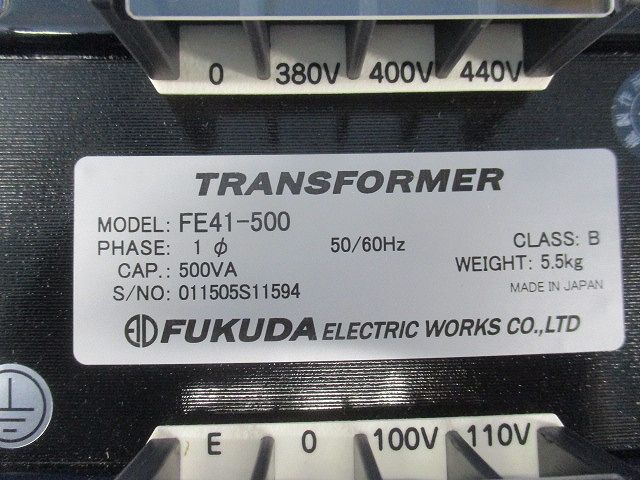 0 380V 400V 440V
TRANSFORMER
MODEL: FE41-500
PHASE: 1 φ 50/60Hz CLASS: B
CAP.: 500VA WEIGHT: 5.5kg
S/NO: 011505S11594 MADE IN JAPAN
FUKUDA ELECTRIC WORKS CO.,LTD
E 0 100V 110V